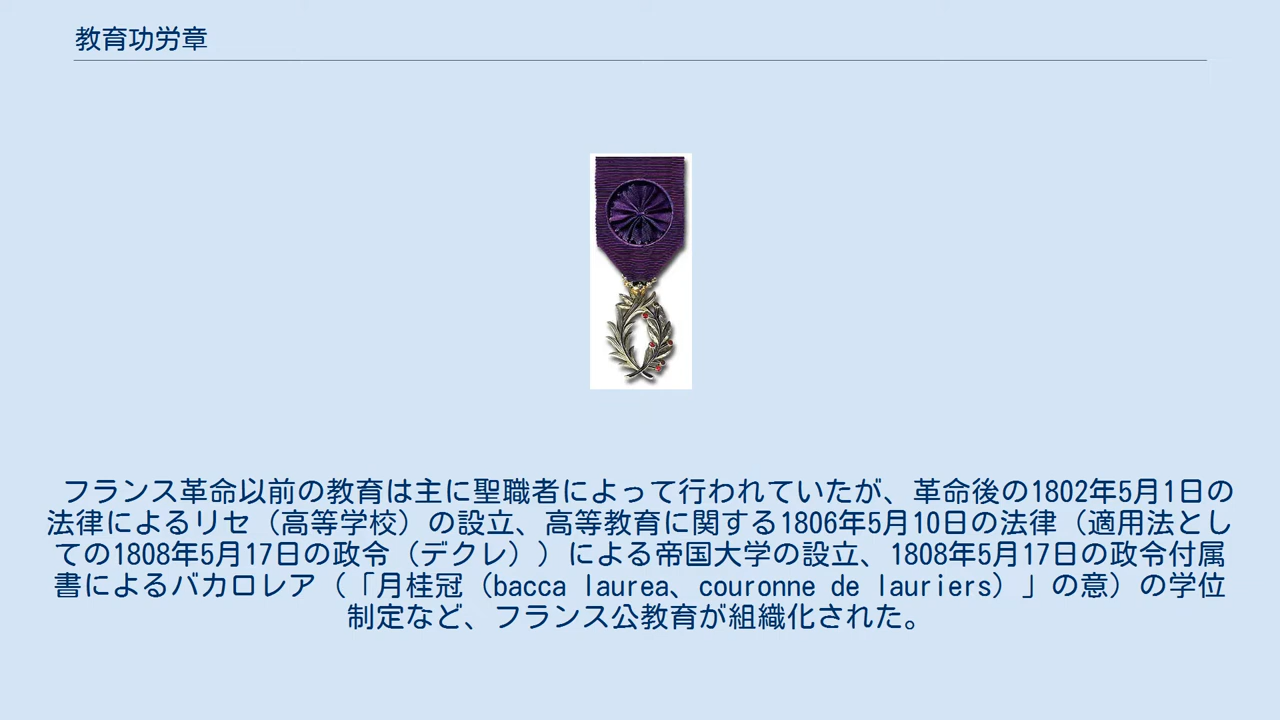 教育功労章
フランス革命以前の教育は主に聖職者によって行われていたが、革命後の1802年5月1日の
法律によるリセ（高等学校）の設立、高等教育に関する1806年5月10日の法律（適用法とし
ての1808年5月17日の政令（デクレ））による帝国大学の設立、1808年5月17日の政令付属
書によるバカロレア（「月桂冠（bacca laurea、couronne de lauriers）」の意）の学位
制定など、フランス公教育が組織化された。